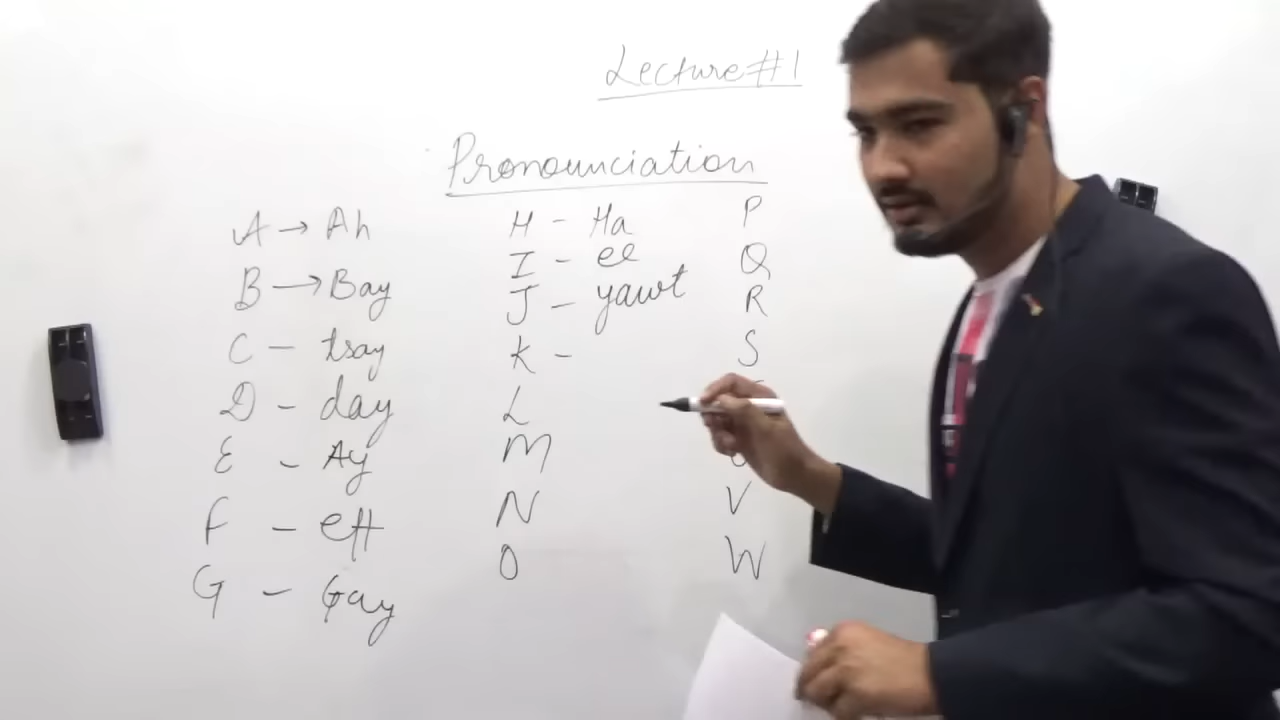 Lecture #1
Pronounciation
A → Ah
B → Bay
C - tsay
D - day
E - Ay
F - eff
G - Gay
H - Ha
I - ee
J - yawt
K -
L
M
N
O
P
Q
R
S
V
W